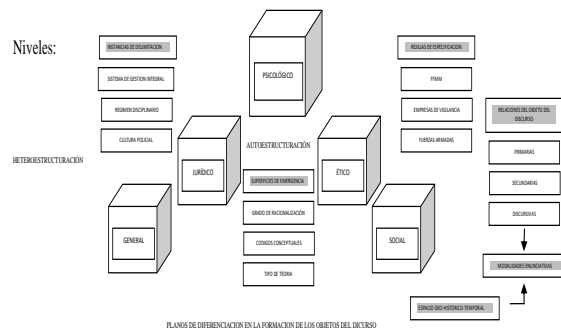 Niveles:
INSTANCIAS DE DELIMITACION
SISTEMA DE GESTION INTEGRAL
REGIMEN DISCIPLINARIO
CULTURA POLICIAL
HETEROESTRUCTURACIÓN
PSICOLÓGICO
REJILLAS DE ESPECIFICACION
FFMM
EMPRESAS DE VIGILANCIA
FUERZAS ARMADAS
RELACIONES DEL OBJETO DEL
DISCURSO
PRIMARIAS
SECUNDARIAS
DISCURSIVAS
MODALIDADES ENUNCIATIVAS
ESPACIO GEO-HISTORICO-TEMPORAL
AUTOESTRUCTURACIÓN
JURÍDICO
ÉTICO
SUPERFICIES DE EMERGENCIA
GRADO DE RACIONALIZACIÓN
CODIGOS CONCEPTUALES
TIPO DE TEORIA
GENERAL
SOCIAL
PLANOS DE DIFERENCIACION EN LA FORMACION DE LOS OBJETOS DEL DICURSO